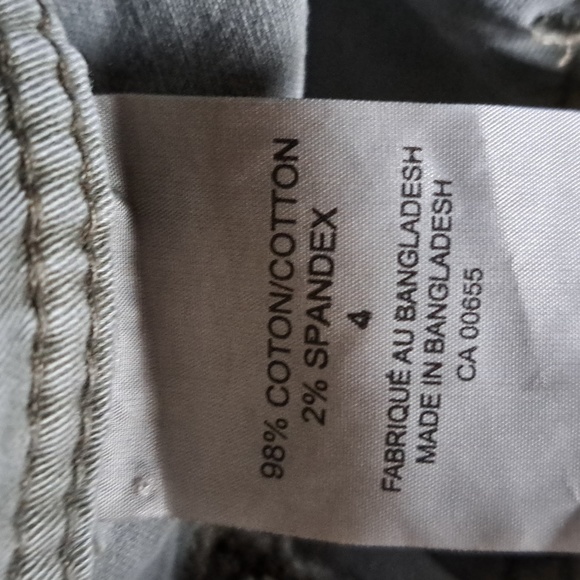 98% COTON/COTTON
2% SPANDEX
4
FABRIQUÉ AU BANGLADESH
MADE IN BANGLADESH
CA 00655